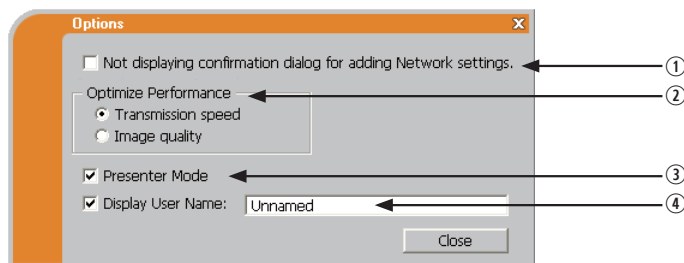 Options
Not displaying confirmation dialog for adding Network settings.
①
Optimize Performance
②
Transmission speed
Image quality
Presenter Mode
③
Display User Name: Unnamed
④
Close